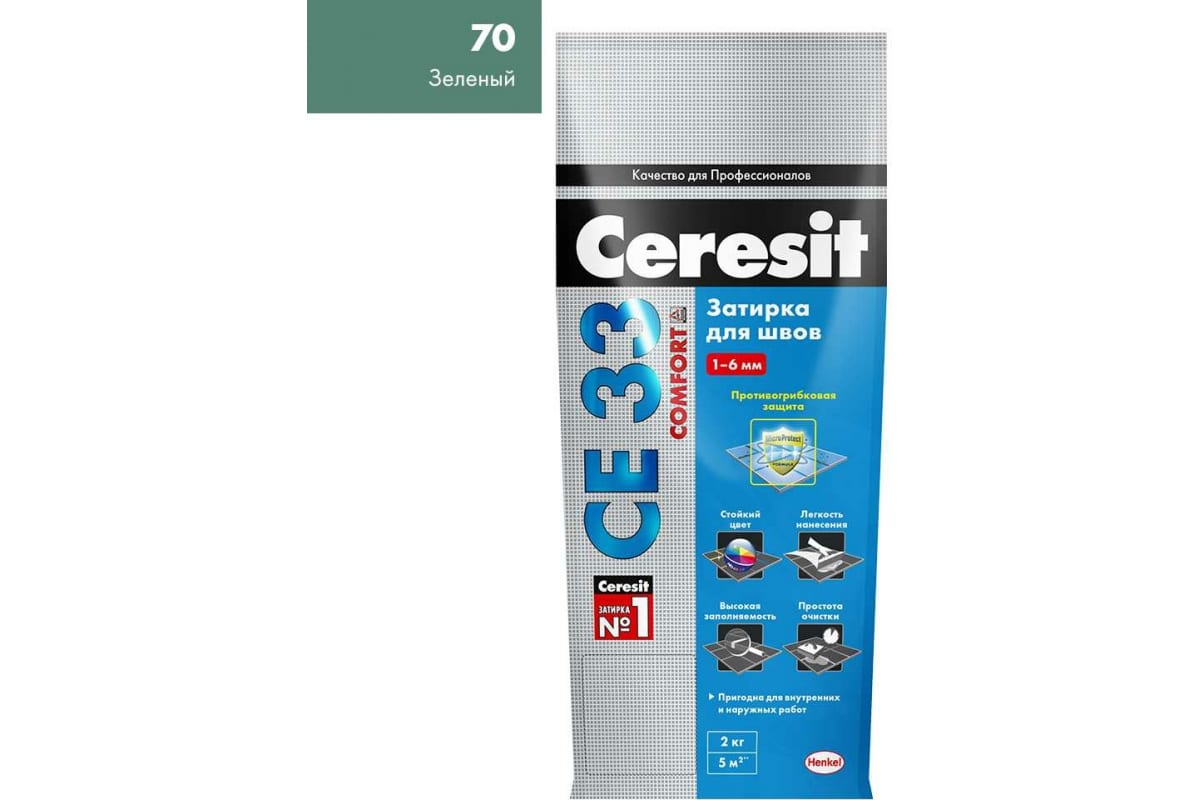 70
Зеленый
Качество для Профессионалов
Ceresit
CE 33
COMFORT
Затирка
для швов
1–6 мм
Противогрибковая
защита
MicroProtect
FORMULA
Стойкий
цвет
Легкость
нанесения
Ceresit
ЗАТИРКА
№1
Высокая
заполняемость
Простота
очистки
Пригодна для внутренних
и наружных работ
2 кг
5 м²**
Henkel